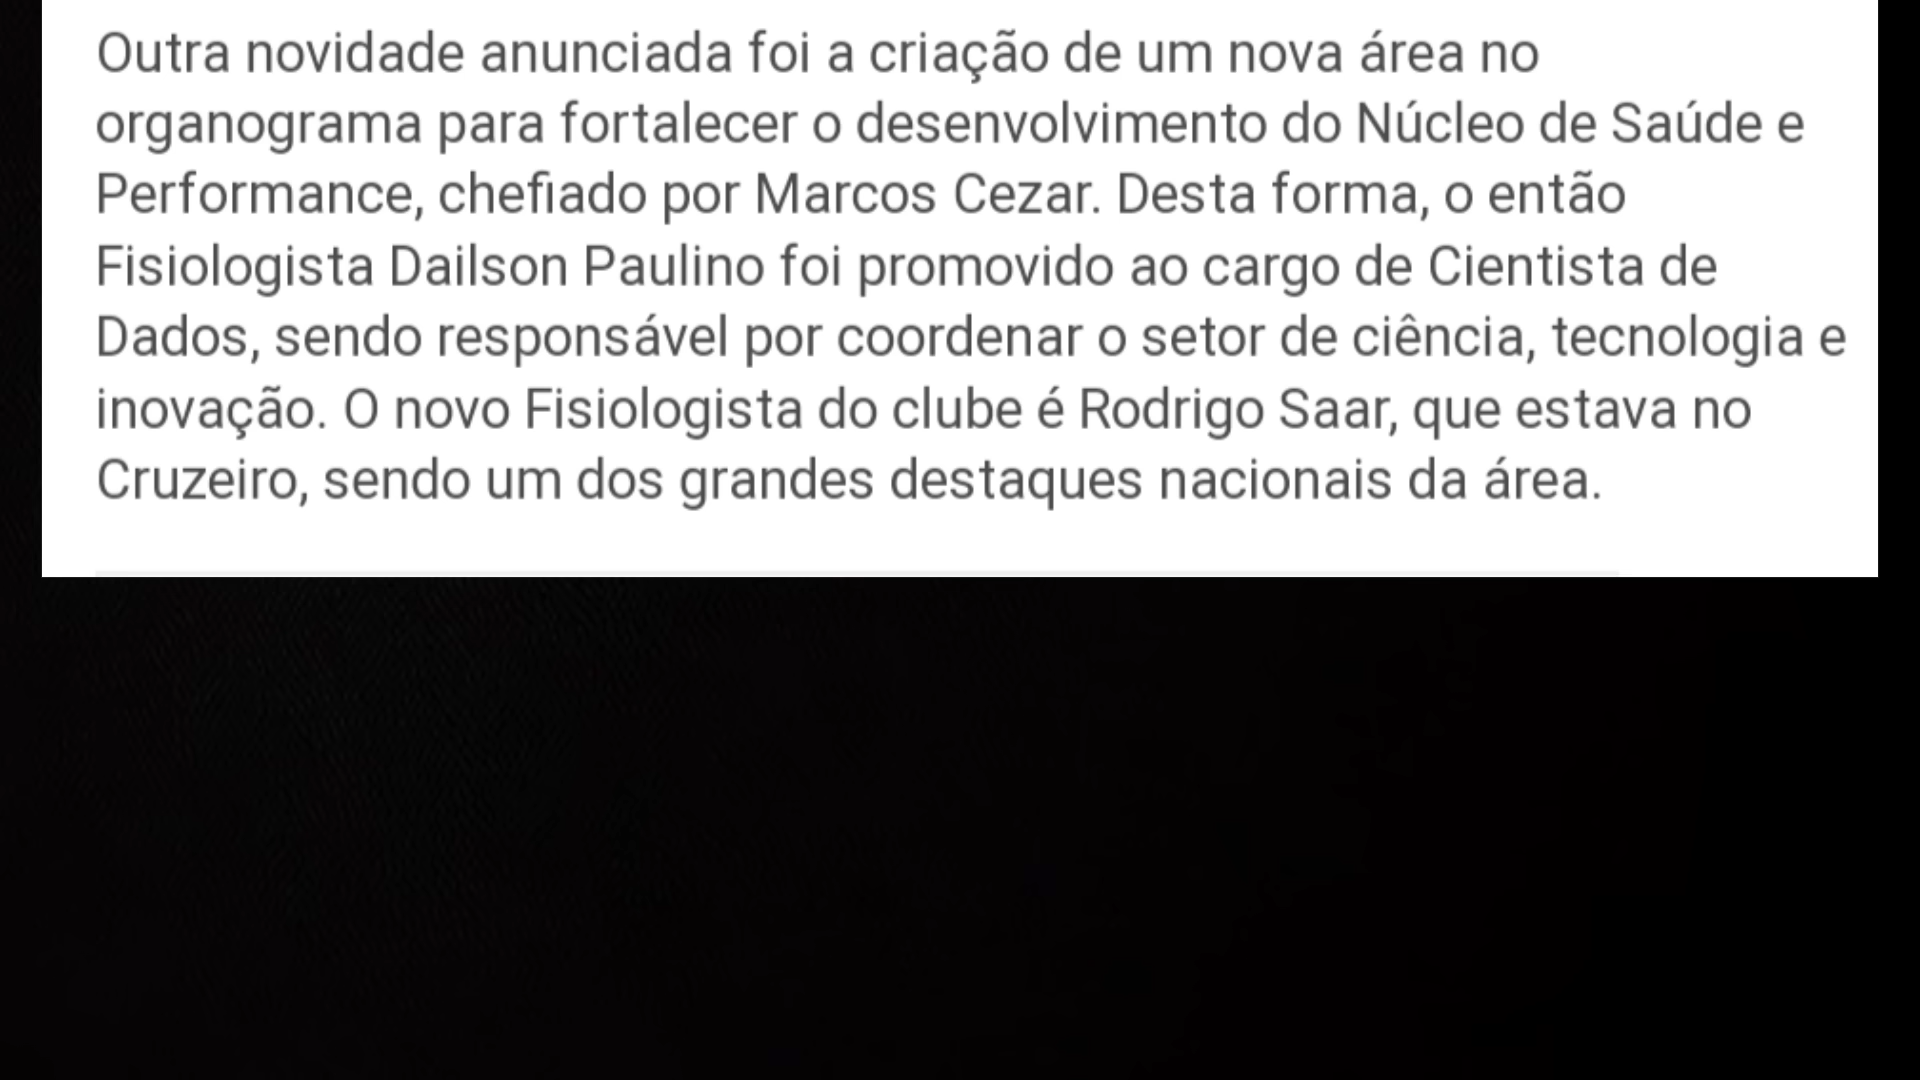 Outra novidade anunciada foi a criação de um nova área no
organograma para fortalecer o desenvolvimento do Núcleo de Saúde e
Performance, chefiado por Marcos Cezar. Desta forma, o então
Fisiologista Dailson Paulino foi promovido ao cargo de Cientista de
Dados, sendo responsável por coordenar o setor de ciência, tecnologia e
inovação. O novo Fisiologista do clube é Rodrigo Saar, que estava no
Cruzeiro, sendo um dos grandes destaques nacionais da área.